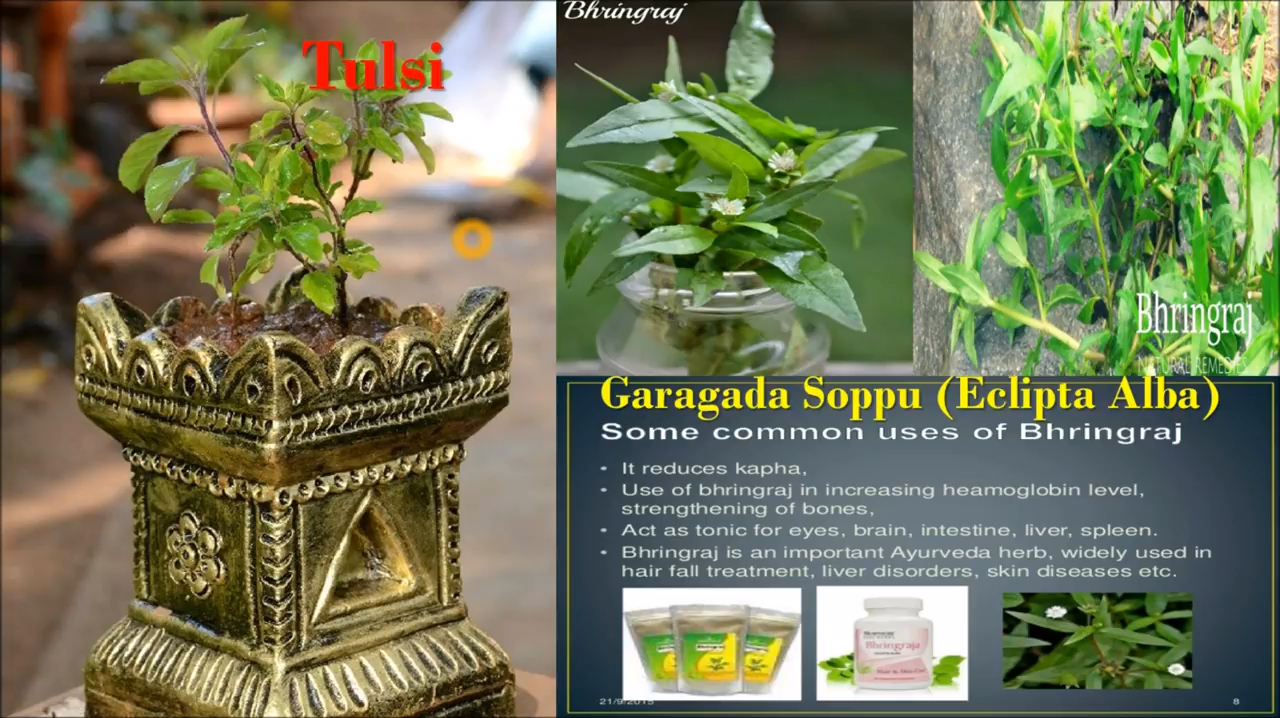 Tulsi
Bhringraj
Bhringraj
NATURAL REMEDIES
Garagada Soppu (Eclipta Alba)
Some common uses of Bhringraj
• It reduces kapha,
• Use of bhringraj in increasing heamoglobin level,
strengthening of bones,
• Act as tonic for eyes, brain, intestine, liver, spleen.
• Bhringraj is an important Ayurveda herb, widely used in
hair fall treatment, liver disorders, skin diseases etc.
Bhringraja
21/9/2015
8